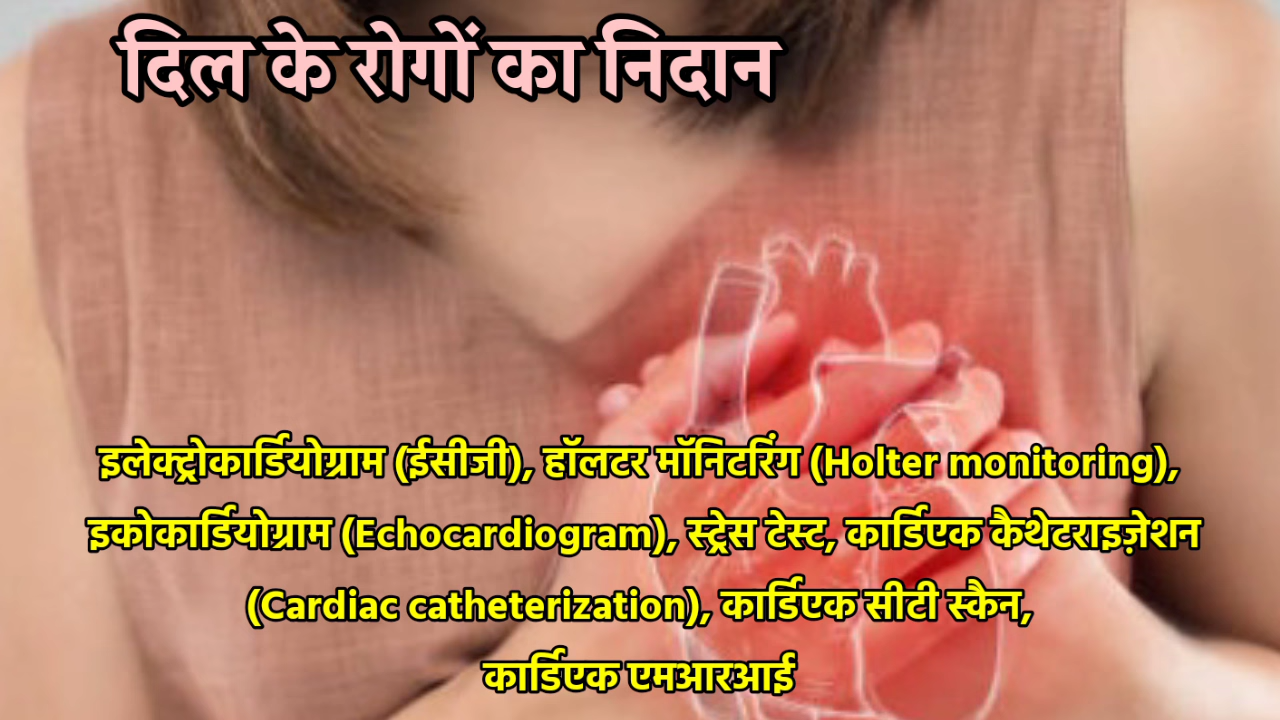 दिल के रोगों का निदान
इलेक्ट्रोकार्डियोग्राम (ईसीजी), हॉलटर मॉनिटरिंग (Holter monitoring),
इकोकार्डियोग्राम (Echocardiogram), स्ट्रेस टेस्ट, कार्डिएक कैथेटराइज़ेशन
(Cardiac catheterization), कार्डिएक सीटी स्कैन,
कार्डिएक एमआरआई